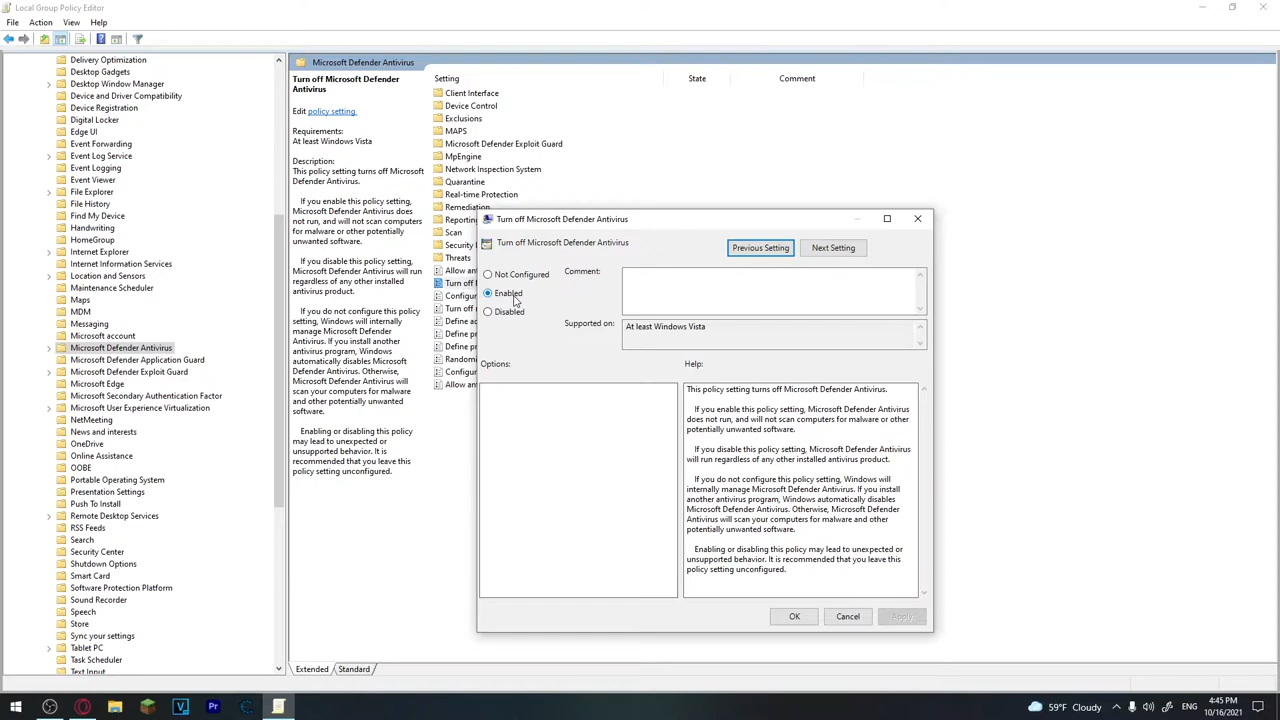 Local Group Policy Editor
File Action View Help
Delivery Optimization
Desktop Gadgets
Desktop Window Manager
Device and Driver Compatibility
Device Registration
Digital Locker
Edge UI
Event Forwarding
Event Log Service
Event Logging
Event Viewer
File Explorer
File History
Find My Device
Handwriting
HomeGroup
Internet Explorer
Internet Information Services
Location and Sensors
Maintenance Scheduler
Maps
MDM
Messaging
Microsoft account
Microsoft Defender Antivirus
Microsoft Defender Application Guard
Microsoft Defender Exploit Guard
Microsoft Edge
Microsoft Secondary Authentication Factor
Microsoft User Experience Virtualization
NetMeeting
News and interests
OneDrive
Online Assistance
OOBE
Portable Operating System
Presentation Settings
Push To Install
Remote Desktop Services
RSS Feeds
Search
Security Center
Shutdown Options
Smart Card
Software Protection Platform
Sound Recorder
Speech
Store
Sync your settings
Tablet PC
Task Scheduler
Text Input
Microsoft Defender Antivirus
Turn off Microsoft Defender
Antivirus
Edit policy setting
Requirements:
At least Windows Vista
Description:
This policy setting turns off Microsoft
Defender Antivirus.
If you enable this policy setting,
Microsoft Defender Antivirus does
not run, and will not scan computers
for malware or other potentially
unwanted software.
If you disable this policy setting,
Microsoft Defender Antivirus will run
regardless of any other installed
antivirus product.
If you do not configure this policy
setting, Windows will internally
manage Microsoft Defender
Antivirus. If you install another
antivirus program, Windows
automatically disables Microsoft
Defender Antivirus. Otherwise,
Microsoft Defender Antivirus will
scan your computers for malware
and other potentially unwanted
software.
Enabling or disabling this policy
may lead to unexpected or
unsupported behavior. It is
recommended that you leave this
policy setting unconfigured.
Setting State Comment
Client Interface
Device Control
Exclusions
MAPS
Microsoft Defender Exploit Guard
MpEngine
Network Inspection System
Quarantine
Real-time Protection
Remediation
Reporting
Scan
Security
Threats
Allow an
Turn off
Configur
Turn off
Define a
Define p
Define p
Randomi
Configu
Allow an
Turn off Microsoft Defender Antivirus
Turn off Microsoft Defender Antivirus
Previous Setting Next Setting
Not Configured
Enabled
Disabled
Comment:
Supported on:
At least Windows Vista
Options:
Help:
This policy setting turns off Microsoft Defender Antivirus.
If you enable this policy setting, Microsoft Defender Antivirus
does not run, and will not scan computers for malware or other
potentially unwanted software.
If you disable this policy setting, Microsoft Defender Antivirus
will run regardless of any other installed antivirus product.
If you do not configure this policy setting, Windows will
internally manage Microsoft Defender Antivirus. If you install
another antivirus program, Windows automatically disables
Microsoft Defender Antivirus. Otherwise, Microsoft Defender
Antivirus will scan your computers for malware and other
potentially unwanted software.
Enabling or disabling this policy may lead to unexpected or
unsupported behavior. It is recommended that you leave this
policy setting unconfigured.
OK Cancel Apply
Extended Standard
59°F Cloudy ENG
4:45 PM
10/16/2021